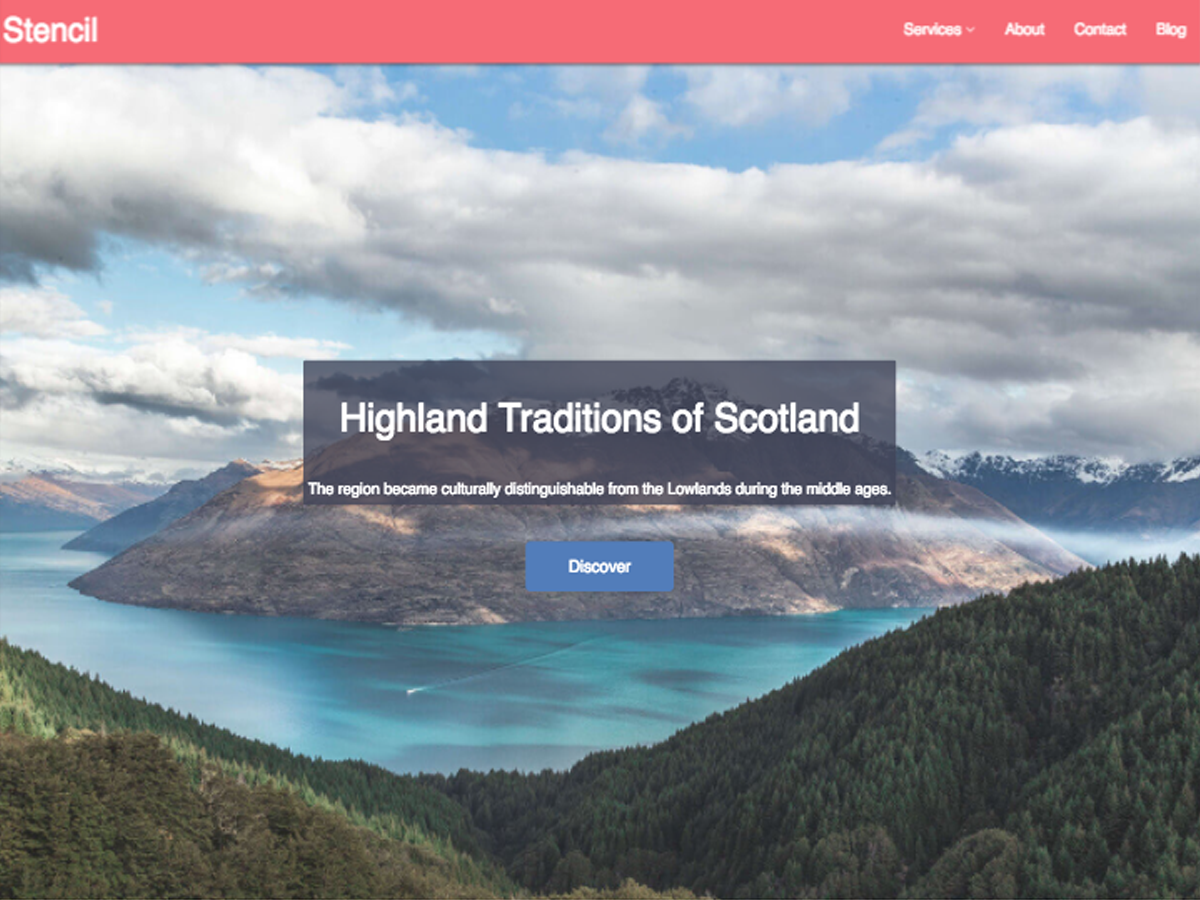 Stencil
Services About Contact Blog
Highland Traditions of Scotland
The region became culturally distinguishable from the Lowlands during the middle ages.
Discover